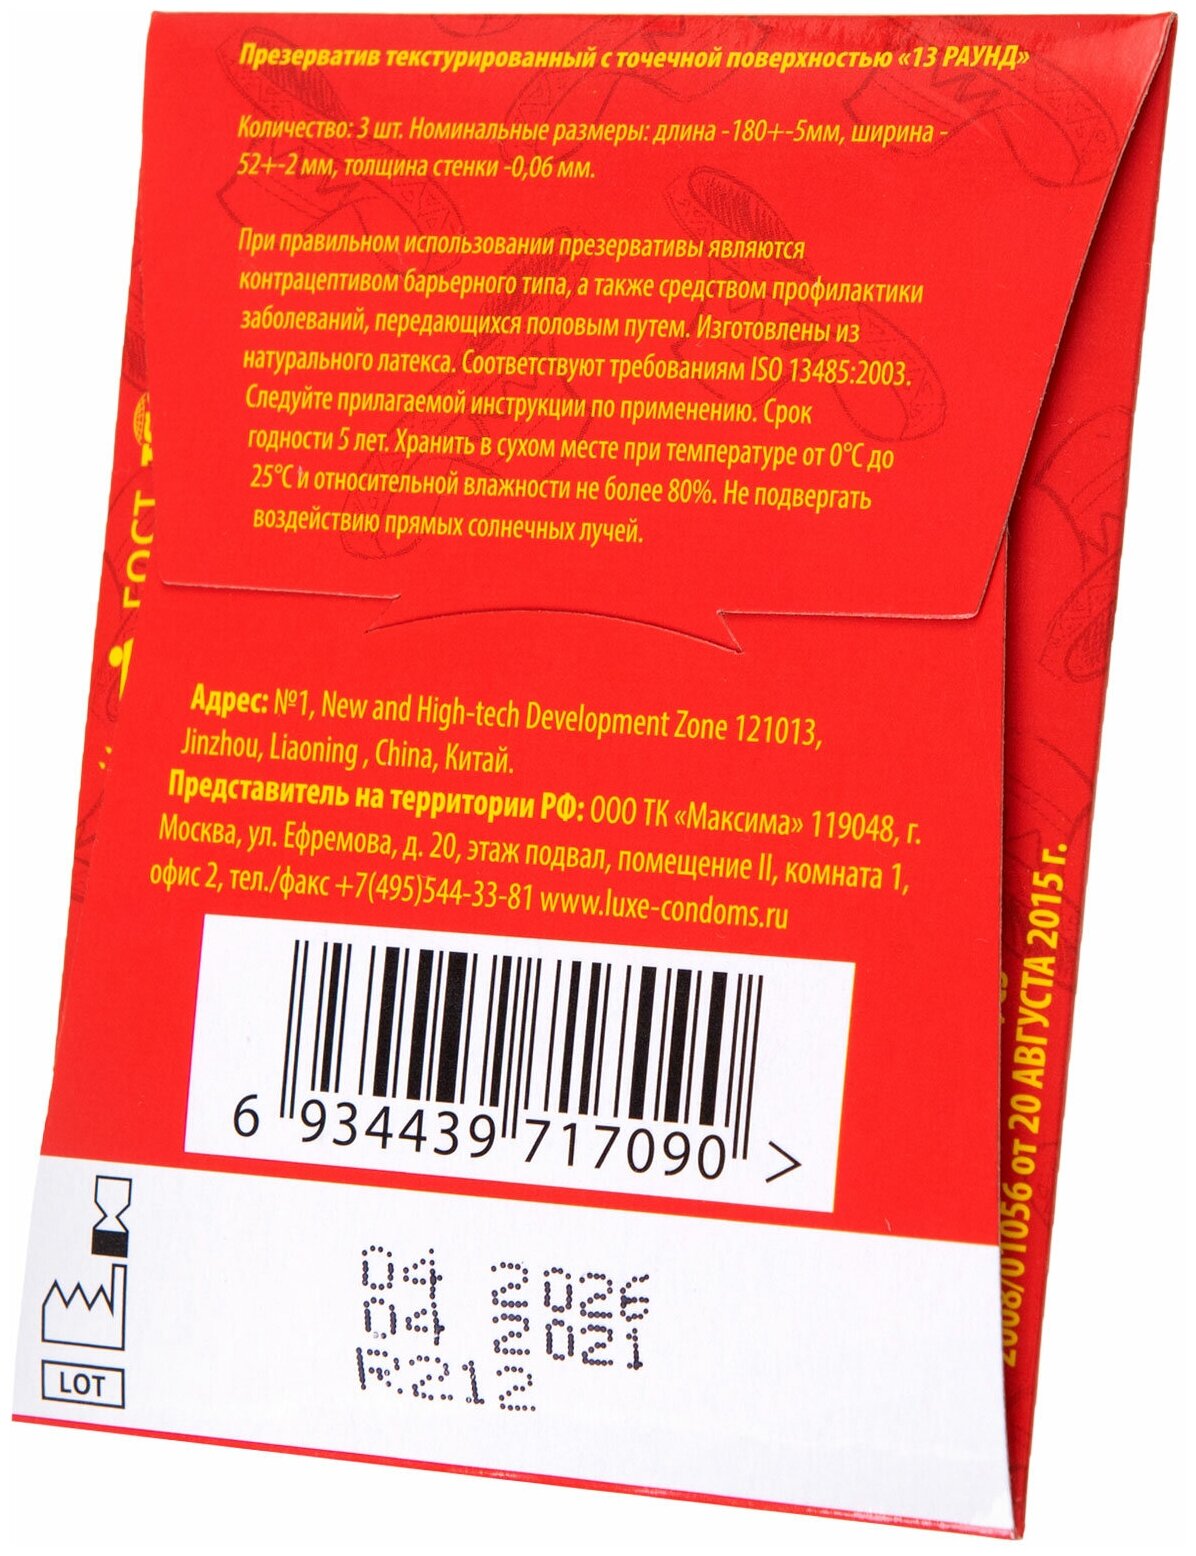 Презерватив текстурированный с точечной поверхностью «13 РАУНД»
Количество: 3 шт. Номинальные размеры: длина -180+-5мм, ширина -
52+-2 мм, толщина стенки -0,06 мм.
При правильном использовании презервативы являются
контрацептивом барьерного типа, а также средством профилактики
заболеваний, передающихся половым путем. Изготовлены из
натурального латекса. Соответствуют требованиям ISO 13485:2003.
Следуйте прилагаемой инструкции по применению. Срок
годности 5 лет. Хранить в сухом месте при температуре от 0°С до
25°С и относительной влажности не более 80%. Не подвергать
воздействию прямых солнечных лучей.
ГОСТ
Адрес: №1, New and High-tech Development Zone 121013,
Jinzhou, Liaoning , China, Китай.
Представитель на территории РФ: ООО ТК «Максима» 119048, г.
Москва, ул. Ефремова, д. 20, этаж подвал, помещение II, комната 1,
офис 2, тел./факс +7(495)544-33-81 www.luxe-condoms.ru
6 934439 717090 >
04 2026
04 2021
LOT R212
2008/01056 от 20 АВГУСТА 2015 г.